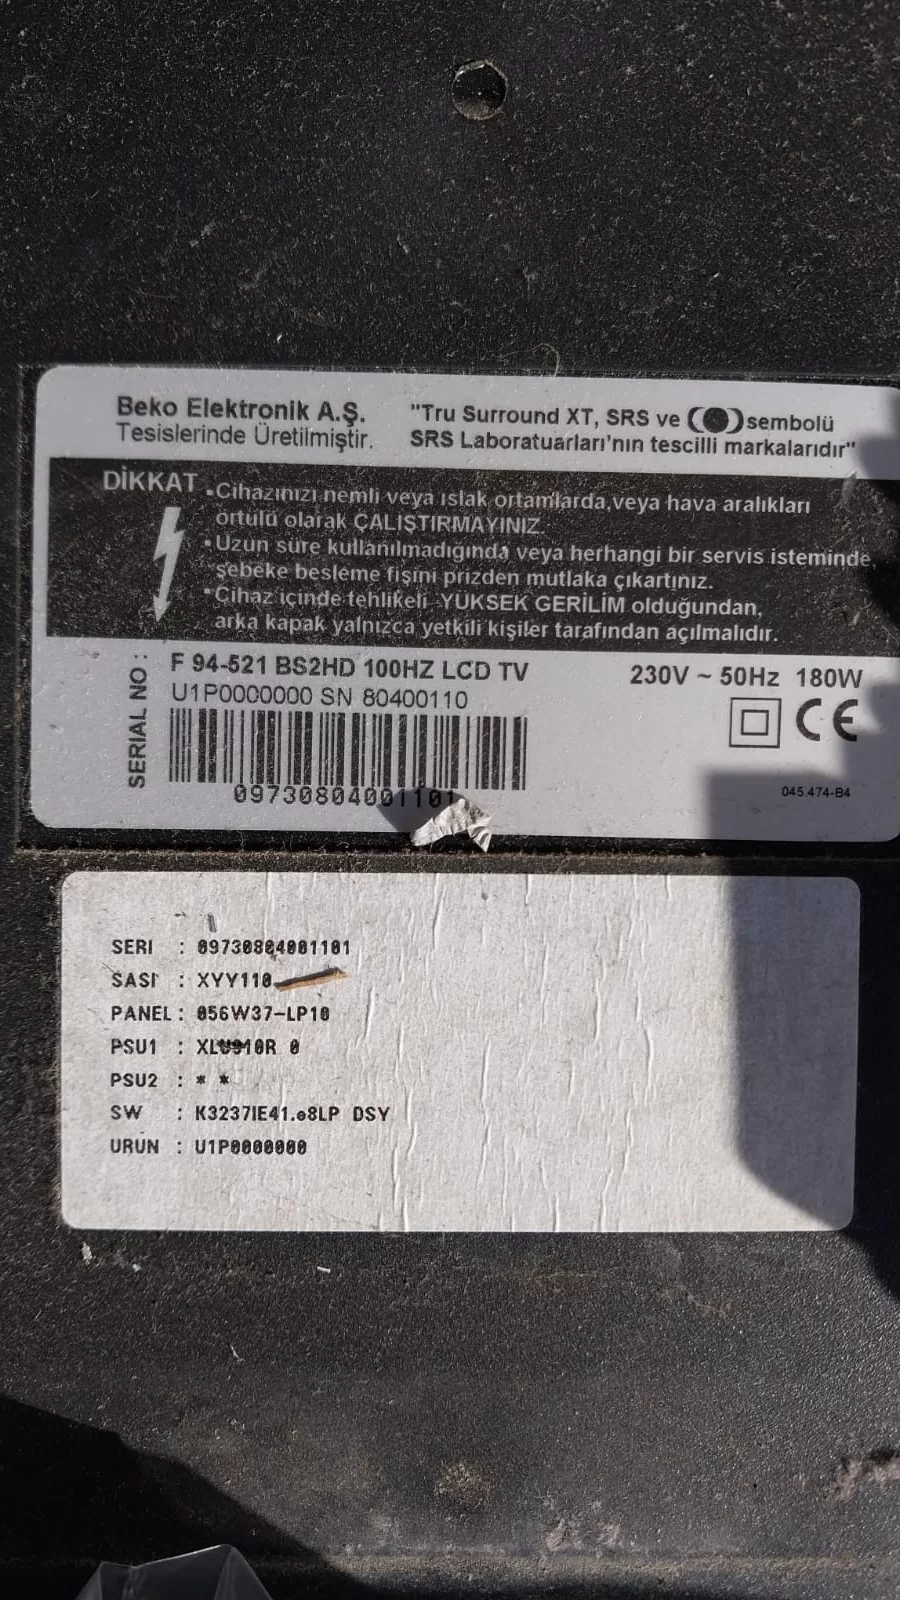 Beko Elektronik A.Ş.
Tesislerinde Üretilmiştir.
"Tru Surround XT, SRS ve sembolü
SRS Laboratuarları'nın tescilli markalarıdır"
DİKKAT
•Cihazınızı nemli veya ıslak ortamlarda,veya hava aralıkları
örtülü olarak ÇALIŞTIRMAYINIZ.
•Uzun süre kullanılmadığında veya herhangi bir servis isteminde,
şebeke besleme fişini prizden mutlaka çıkartınız.
•Cihaz içinde tehlikeli YÜKSEK GERİLİM olduğundan,
arka kapak yalnızca yetkili kişiler tarafından açılmalıdır.
SERIAL NO :
F 94-521 BS2HD 100HZ LCD TV
230V ~ 50Hz 180W
U1P0000000 SN 80400110
CE
09730804001101
045.474-B4
SERI : 09730804001101
SASI : XYY110
PANEL : 056W37-LP10
PSU1 : XLU910R 0
PSU2 : * *
SW : K3237IE41.e8LP DSY
URUN : U1P0000000